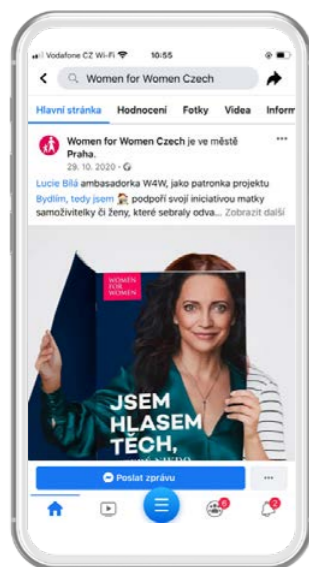 Vodafone CZ Wi-Fi 10:55
Women for Women Czech
Hlavní stránka Hodnocení Fotky Videa Inform
Women for Women Czech je ve městě
Praha.
29. 10. 2020 ·
Lucie Bílá ambasadorka W4W, jako patronka projektu
Bydlím, tedy jsem podpoří svojí iniciativou matky
samoživitelky či ženy, které sebraly odva... Zobrazit další
WOMEN
FOR
WOMEN
JSEM
HLASEM
TĚCH,
Poslat zprávu
6 2